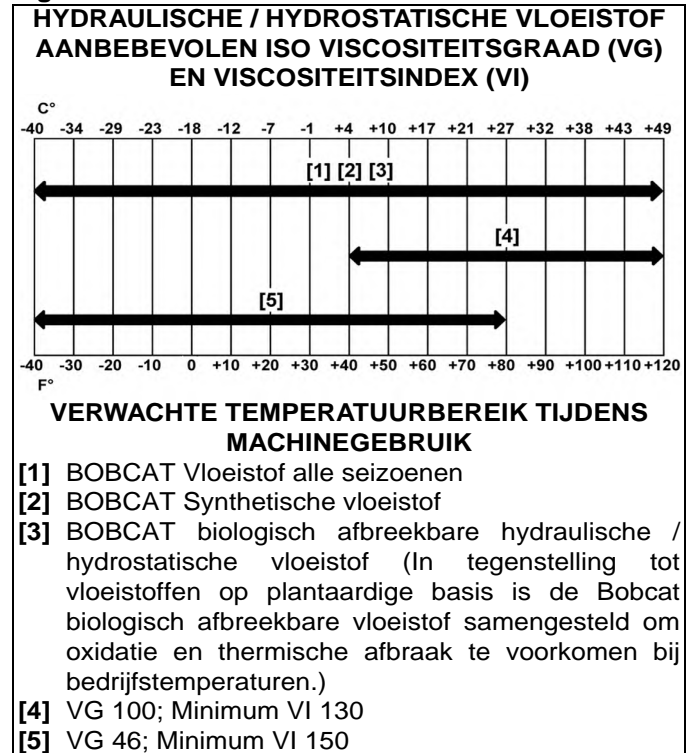 HYDRAULISCHE / HYDROSTATISCHE VLOEISTOF
AANBEBEVOLEN ISO VISCOSITEITSGRAAD (VG)
EN VISCOSITEITSINDEX (VI)
C°
-40 -34 -29 -23 -18 -12 -7 -1 +4 +10 +17 +21 +27 +32 +38 +43 +49
[1] [2] [3]
[4]
[5]
-40 -30 -20 -10 0 +10 +20 +30 +40 +50 +60 +70 +80 +90 +100 +110 +120
F°
VERWACHTE TEMPERATUURBEREIK TIJDENS
MACHINEGEBRUIK
[1] BOBCAT Vloeistof alle seizoenen
[2] BOBCAT Synthetische vloeistof
[3] BOBCAT biologisch afbreekbare hydraulische /
hydrostatische vloeistof (In tegenstelling tot
vloeistoffen op plantaardige basis is de Bobcat
biologisch afbreekbare vloeistof samengesteld om
oxidatie en thermische afbraak te voorkomen bij
bedrijfstemperaturen.)
[4] VG 100; Minimum VI 130
[5] VG 46; Minimum VI 150